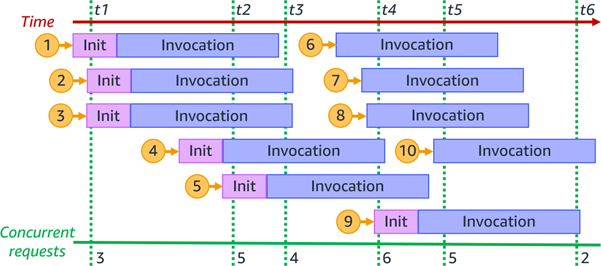 t1 t2 t3 t4 t5 t6
Time
1 Init Invocation 6 Invocation
2 Init Invocation 7 Invocation
3 Init Invocation 8 Invocation
4 Init Invocation 10 Invocation
5 Init Invocation
9 Init Invocation
Concurrent
requests
3 5 4 6 5 2